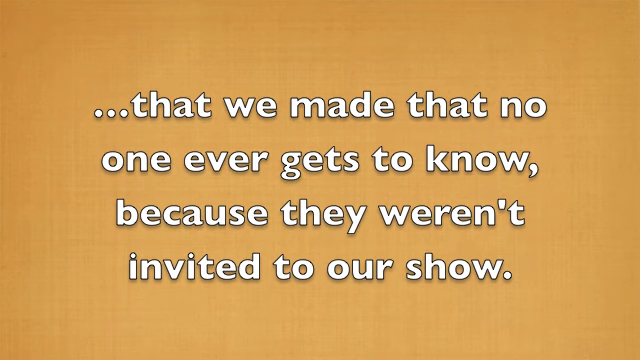 ...that we made that no
one ever gets to know,
because they weren't
invited to our show.